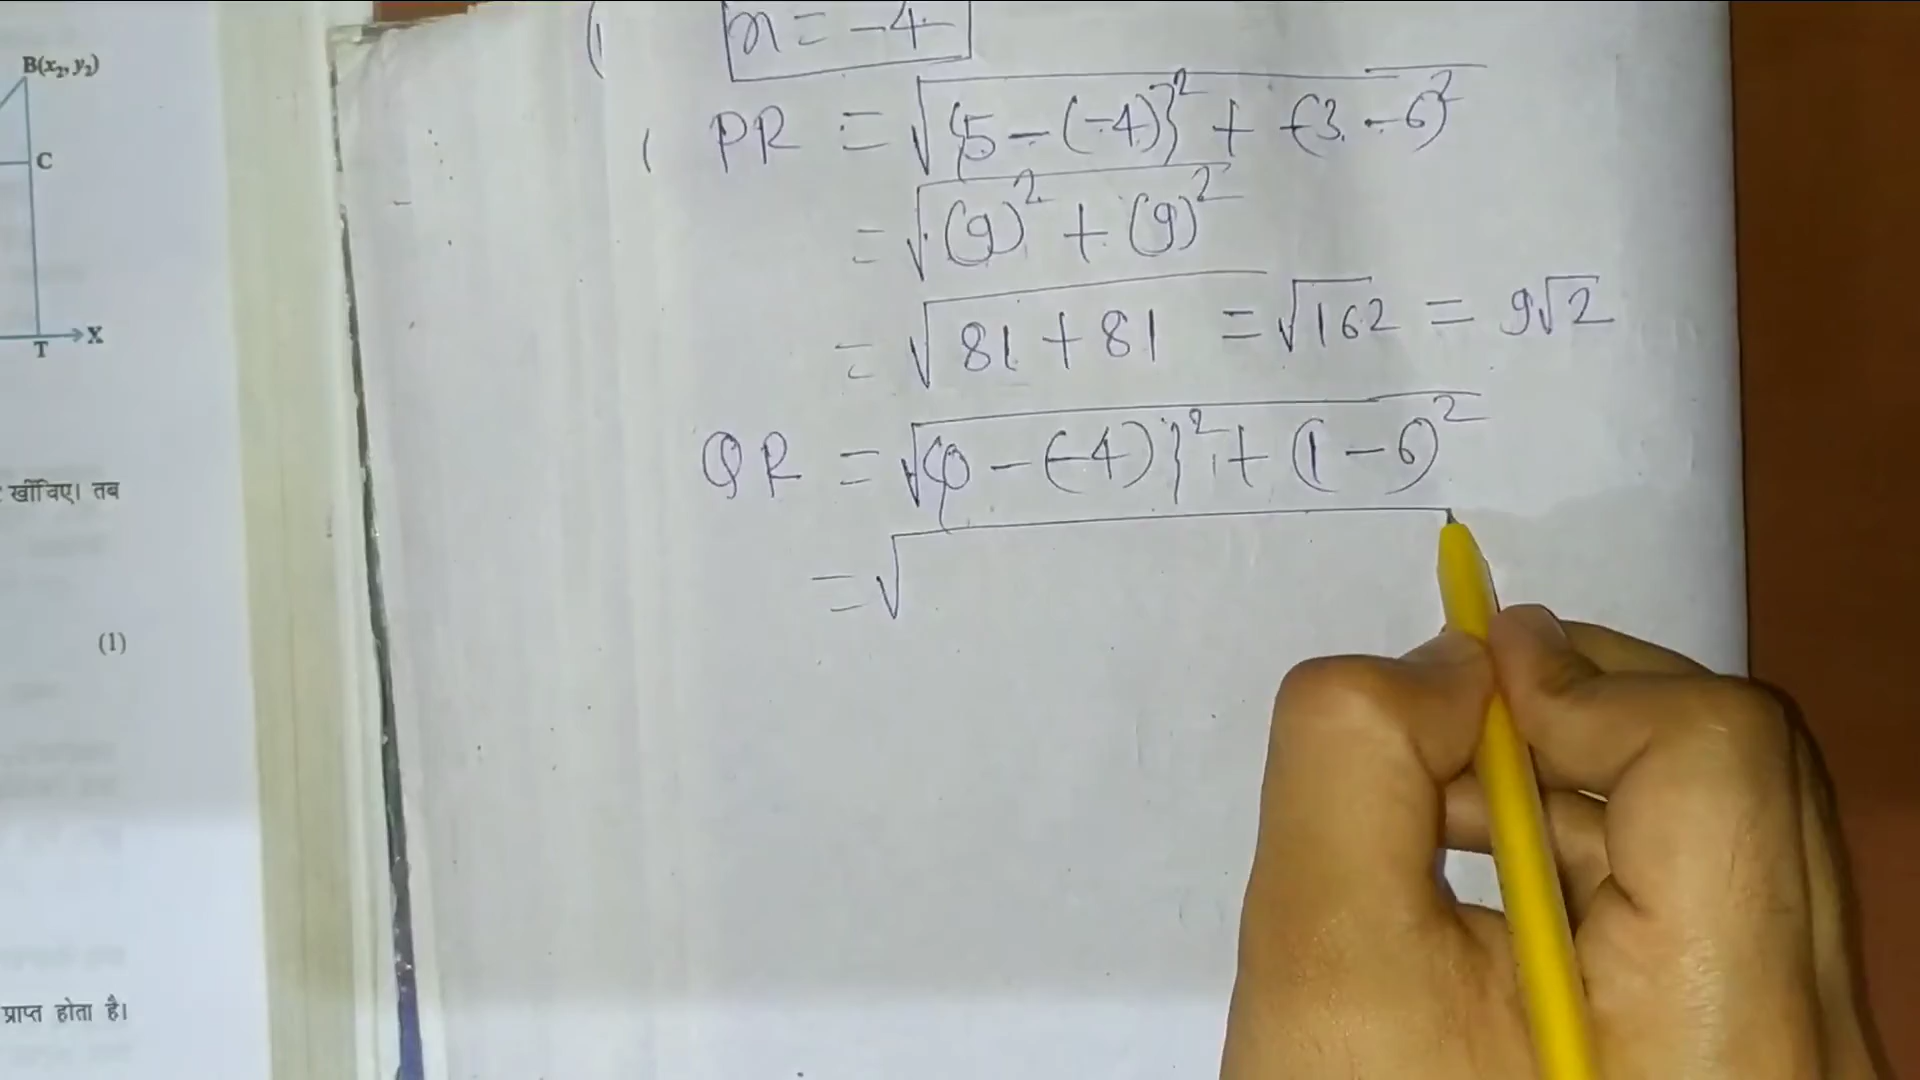 B(x₂, y₂)
C
X
T
खींचिए। तब
(1)
प्राप्त होता है।
x = -4
PR = √{5-(-4)}² + (-3-6)²
= √(9)² + (9)²
= √81 + 81 = √162 = 9√2
QR = √{0-(-4)}² + (1-6)²
= √